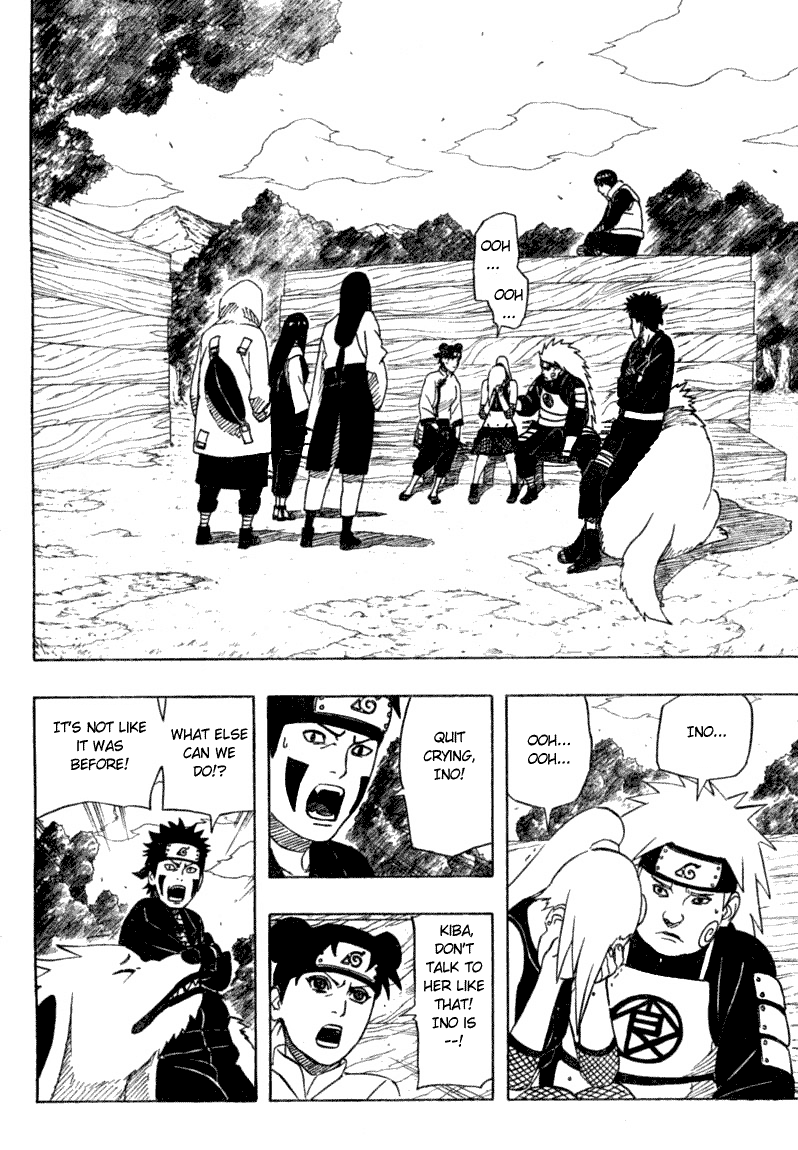 OOH
...
OOH
...
INO...
OOH...
OOH...
QUIT
CRYING,
INO!
KIBA,
DON'T
TALK TO
HER LIKE
THAT!
INO IS
--!
WHAT ELSE
CAN WE
DO!?
IT'S NOT LIKE
IT WAS
BEFORE!
食